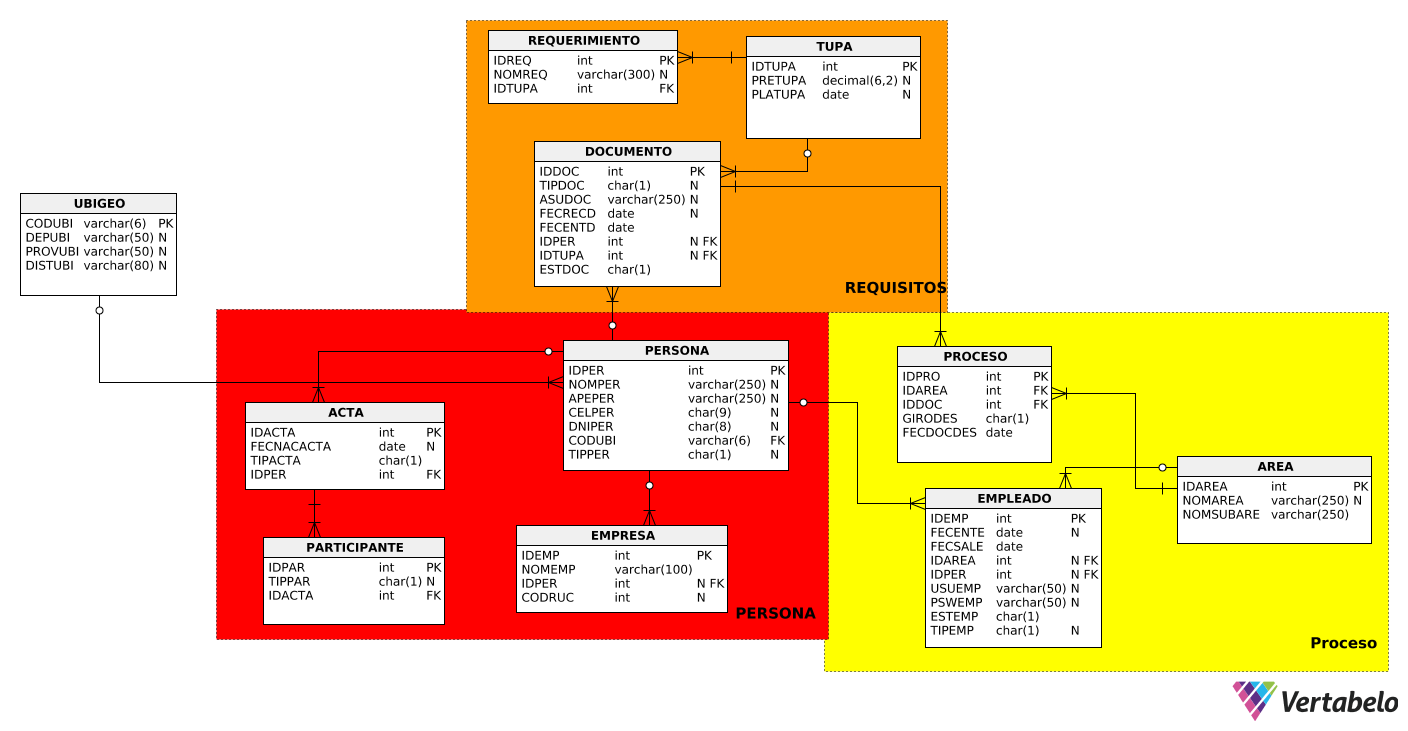 REQUERIMIENTO
IDREQ int PK
NOMREQ varchar(300) N
IDTUPA int FK
TUPA
IDTUPA int PK
PRETUPA decimal(6,2) N
PLATUPA date N
DOCUMENTO
IDDOC int PK
TIPDOC char(1) N
ASUDOC varchar(250) N
FECRECD date N
FECENTD date
IDPER int N FK
IDTUPA int N FK
ESTDOC char(1)
REQUISITOS
UBIGEO
CODUBI varchar(6) PK
DEPUBI varchar(50) N
PROVUBI varchar(50) N
DISTUBI varchar(80) N
PERSONA
IDPER int PK
NOMPER varchar(250) N
APEPER varchar(250) N
CELPER char(9) N
DNIPER char(8) N
CODUBI varchar(6) FK
TIPPER char(1) N
ACTA
IDACTA int PK
FECNACACTA date N
TIPACTA char(1)
IDPER int FK
PARTICIPANTE
IDPAR int PK
TIPPAR char(1) N
IDACTA int FK
EMPRESA
IDEMP int PK
NOMEMP varchar(100)
IDPER int N FK
CODRUC int N
PERSONA
PROCESO
IDPRO int PK
IDAREA int FK
IDDOC int FK
GIRODES char(1)
FECDOCDES date
AREA
IDAREA int PK
NOMAREA varchar(250) N
NOMSUBARE varchar(250)
EMPLEADO
IDEMP int PK
FECENTE date N
FECSALE date
IDAREA int N FK
IDPER int N FK
USUEMP varchar(50) N
PSWEMP varchar(50) N
ESTEMP char(1)
TIPEMP char(1) N
Proceso
Vertabelo